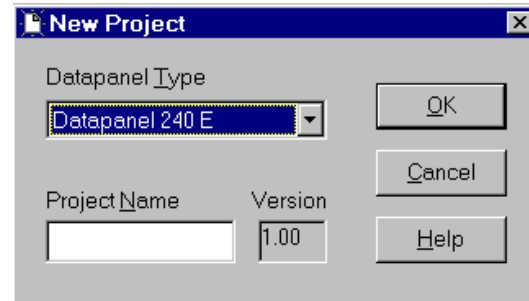 New Project
Datapanel Type
Datapanel 240 E
OK
Cancel
Project Name Version
1.00
Help